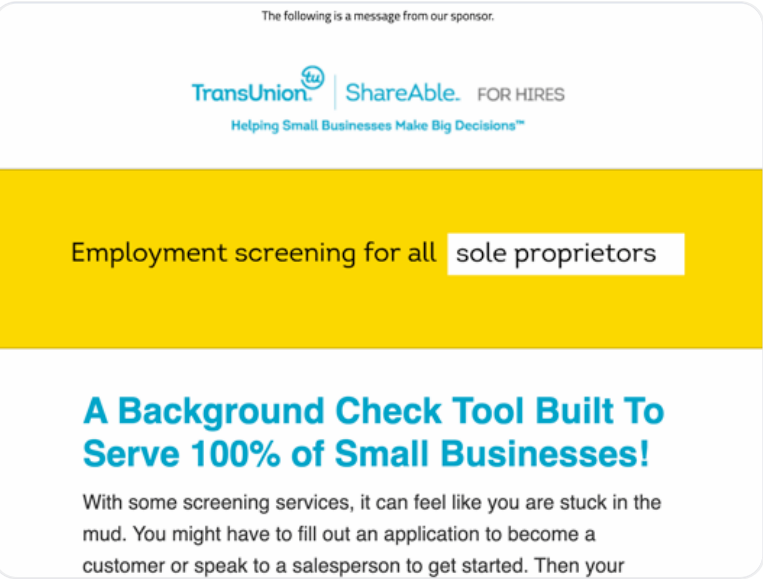 The following is a message from our sponsor.
TransUnion. tu | ShareAble. FOR HIRES
Helping Small Businesses Make Big Decisions™
Employment screening for all sole proprietors
A Background Check Tool Built To
Serve 100% of Small Businesses!
With some screening services, it can feel like you are stuck in the
mud. You might have to fill out an application to become a
customer or speak to a salesperson to get started. Then your